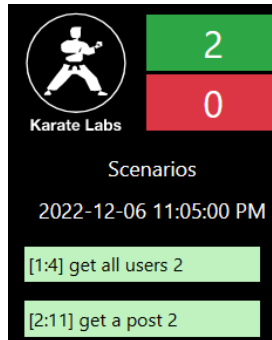 2
0
Karate Labs
Scenarios
2022-12-06 11:05:00 PM
[1:4] get all users 2
[2:11] get a post 2